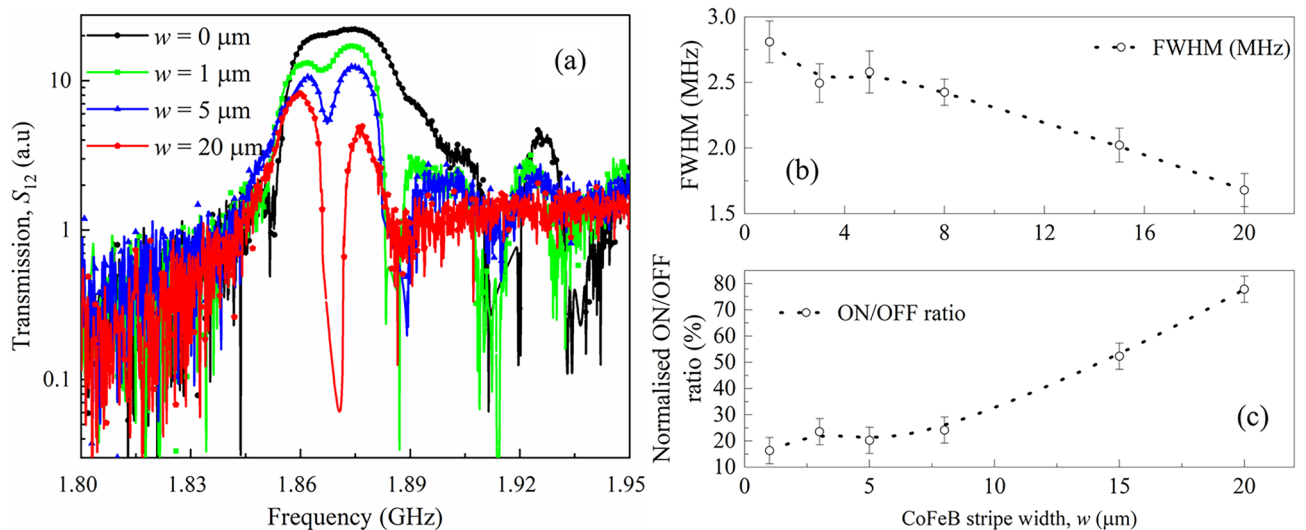 w = 0 μm
w = 1 μm
w = 5 μm
w = 20 μm
(a)
10
1
0.1
Transmission, S12 (a.u)
1.80 1.83 1.86 1.89 1.92 1.95
Frequency (GHz)
3.0
2.5
2.0
1.5
FWHM (MHz)
FWHM (MHz)
(b)
0 4 8 12 16 20
80
70
60
50
40
30
20
10
Normalised ON/OFF
ratio (%)
ON/OFF ratio
(c)
0 5 10 15 20
CoFeB stripe width, w (μm)